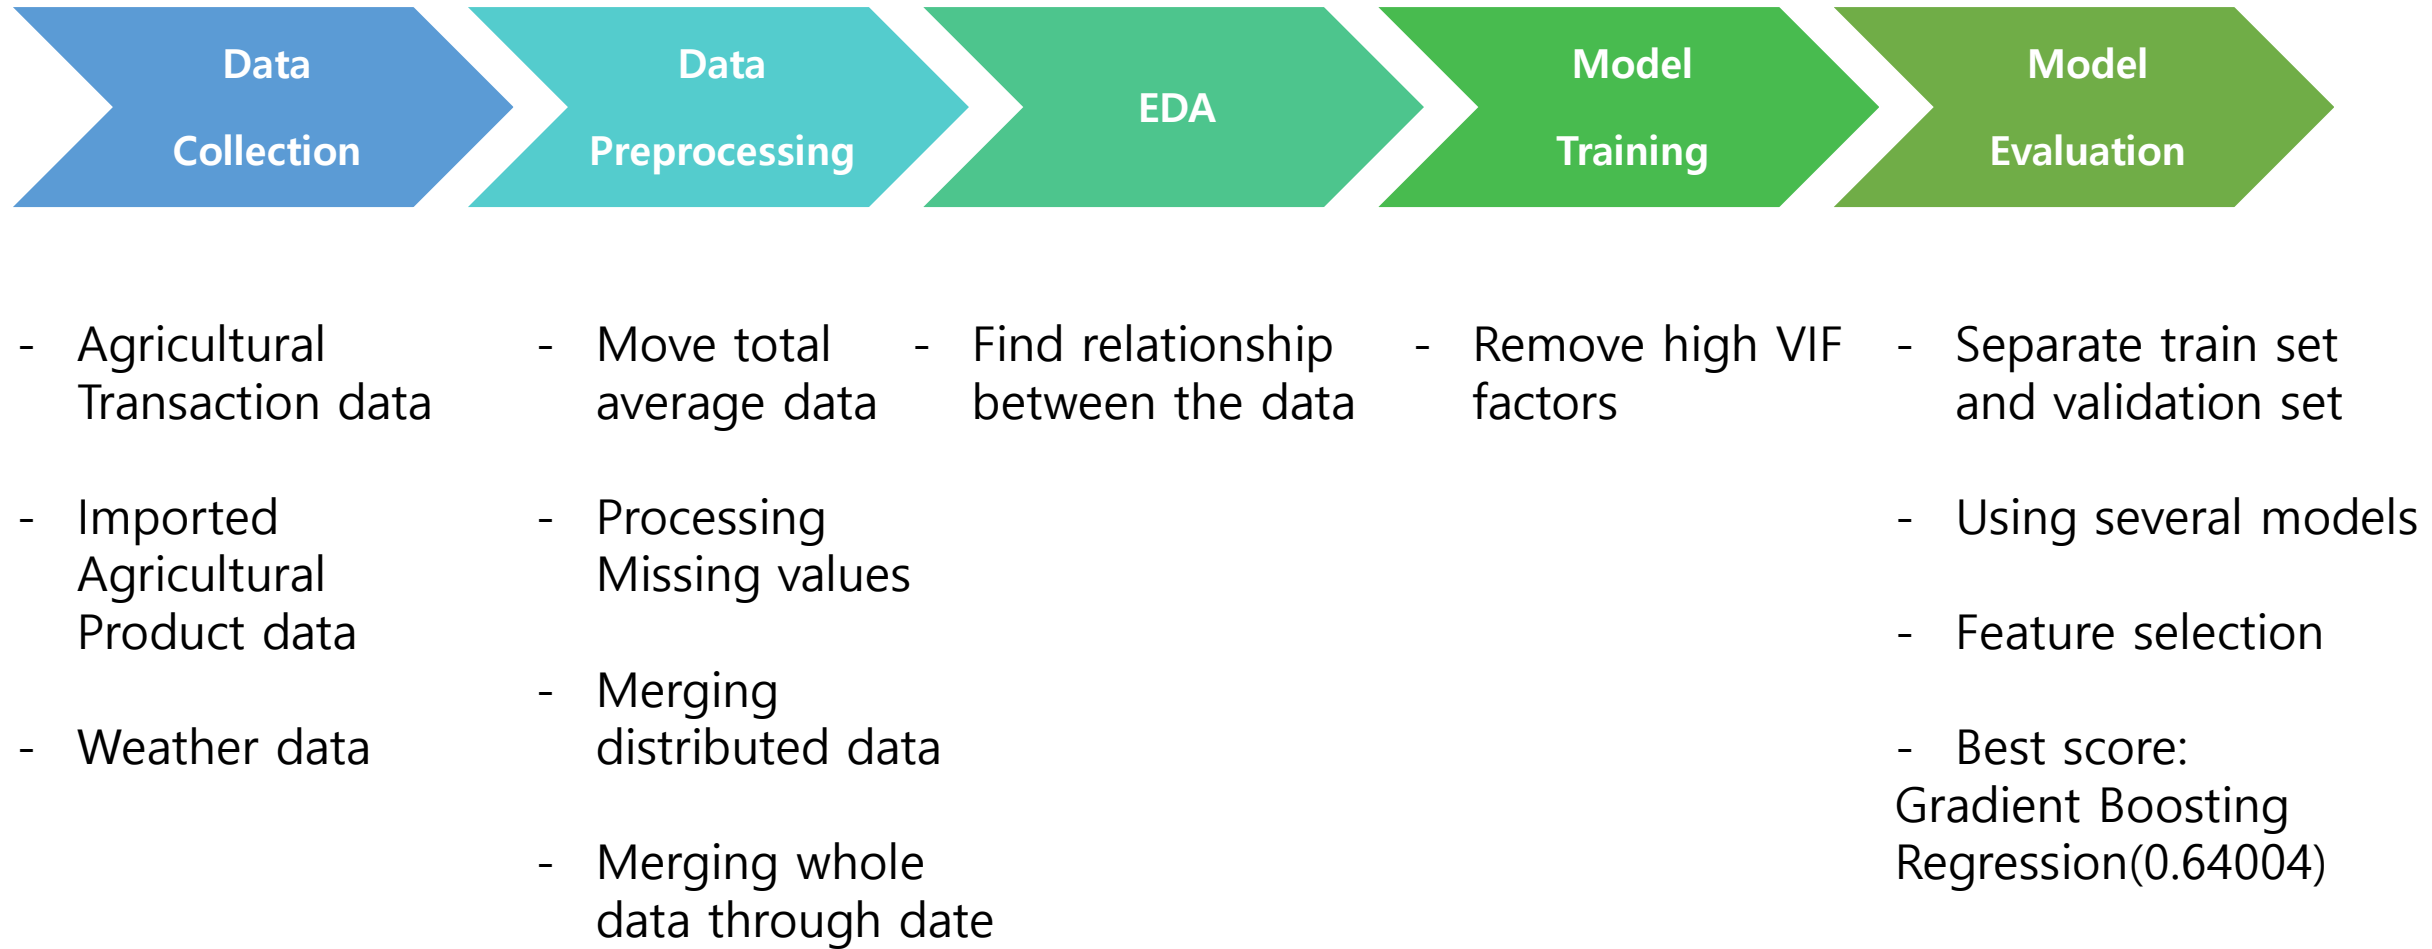 Data
Collection
Data
Preprocessing
EDA
Model
Training
Model
Evaluation
- Agricultural
Transaction data
- Imported
Agricultural
Product data
- Weather data
- Move total
average data
- Processing
Missing values
- Merging
distributed data
- Merging whole
data through date
- Find relationship
between the data
- Remove high VIF
factors
- Separate train set
and validation set
- Using several models
- Feature selection
- Best score:
Gradient Boosting
Regression(0.64004)